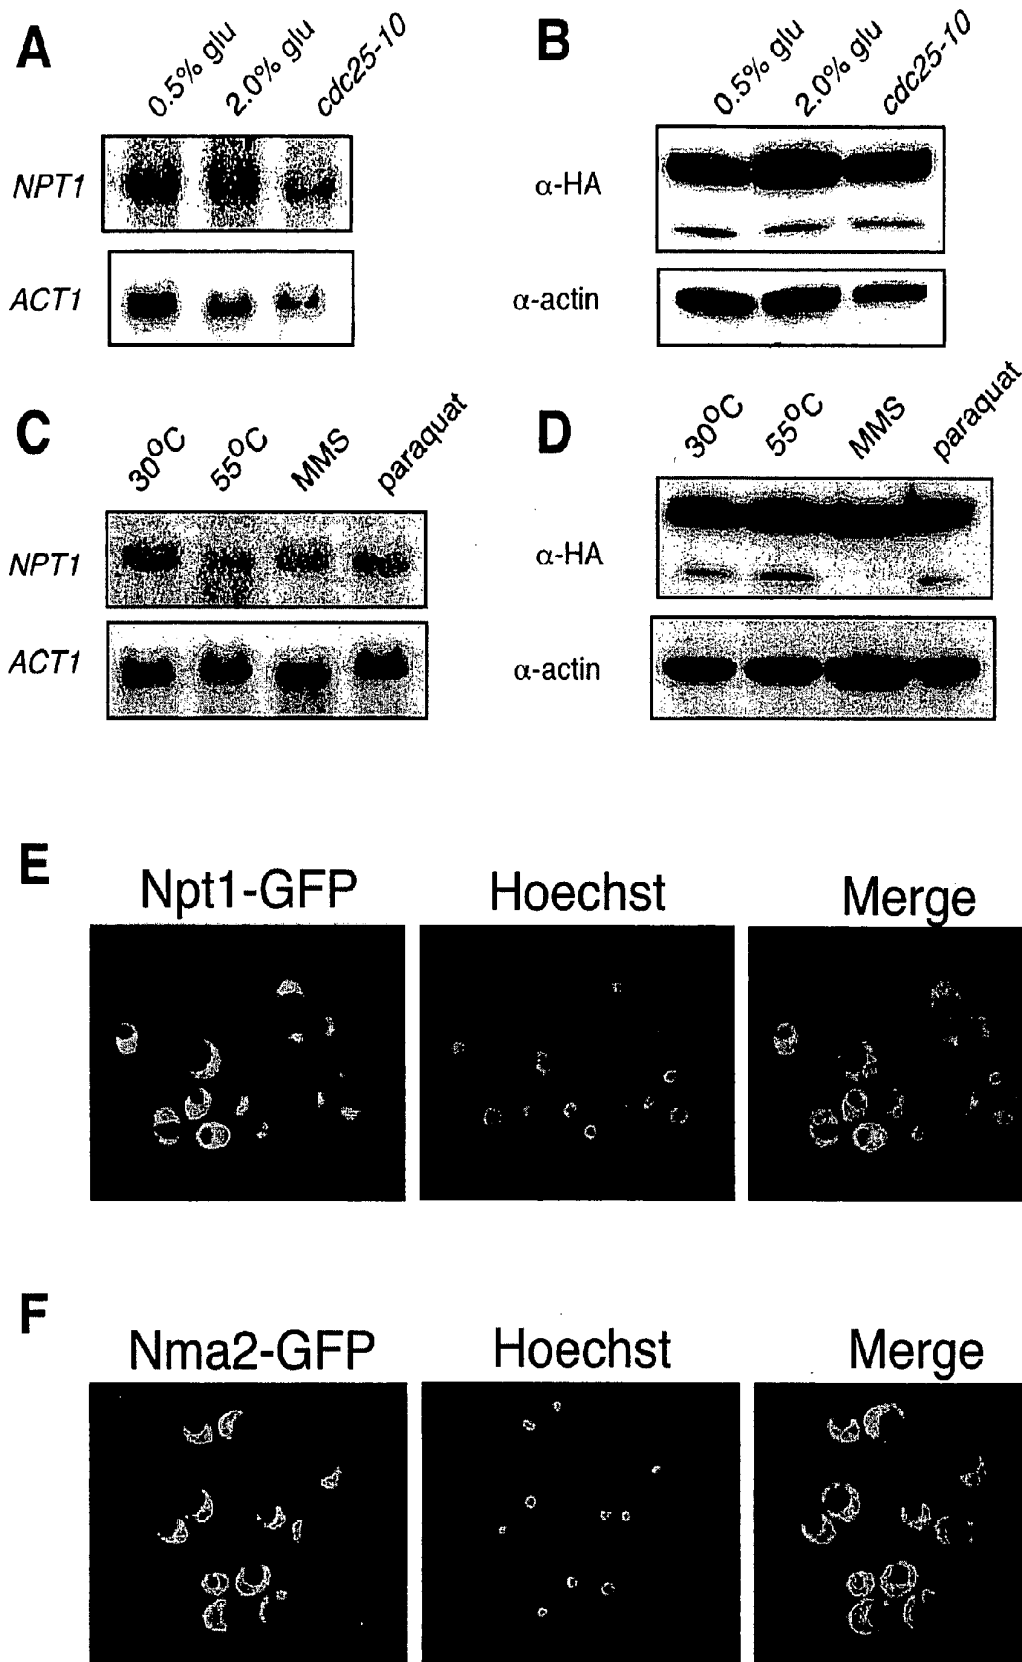 A
0.5% glu
2.0% glu
cdc25-10
NPT1
ACT1
B
0.5% glu
2.0% glu
cdc25-10
α-HA
α-actin
C
30°C
55°C
MMS
paraquat
NPT1
ACT1
D
30°C
55°C
MMS
paraquat
α-HA
α-actin
E
Npt1-GFP
Hoechst
Merge
F
Nma2-GFP
Hoechst
Merge